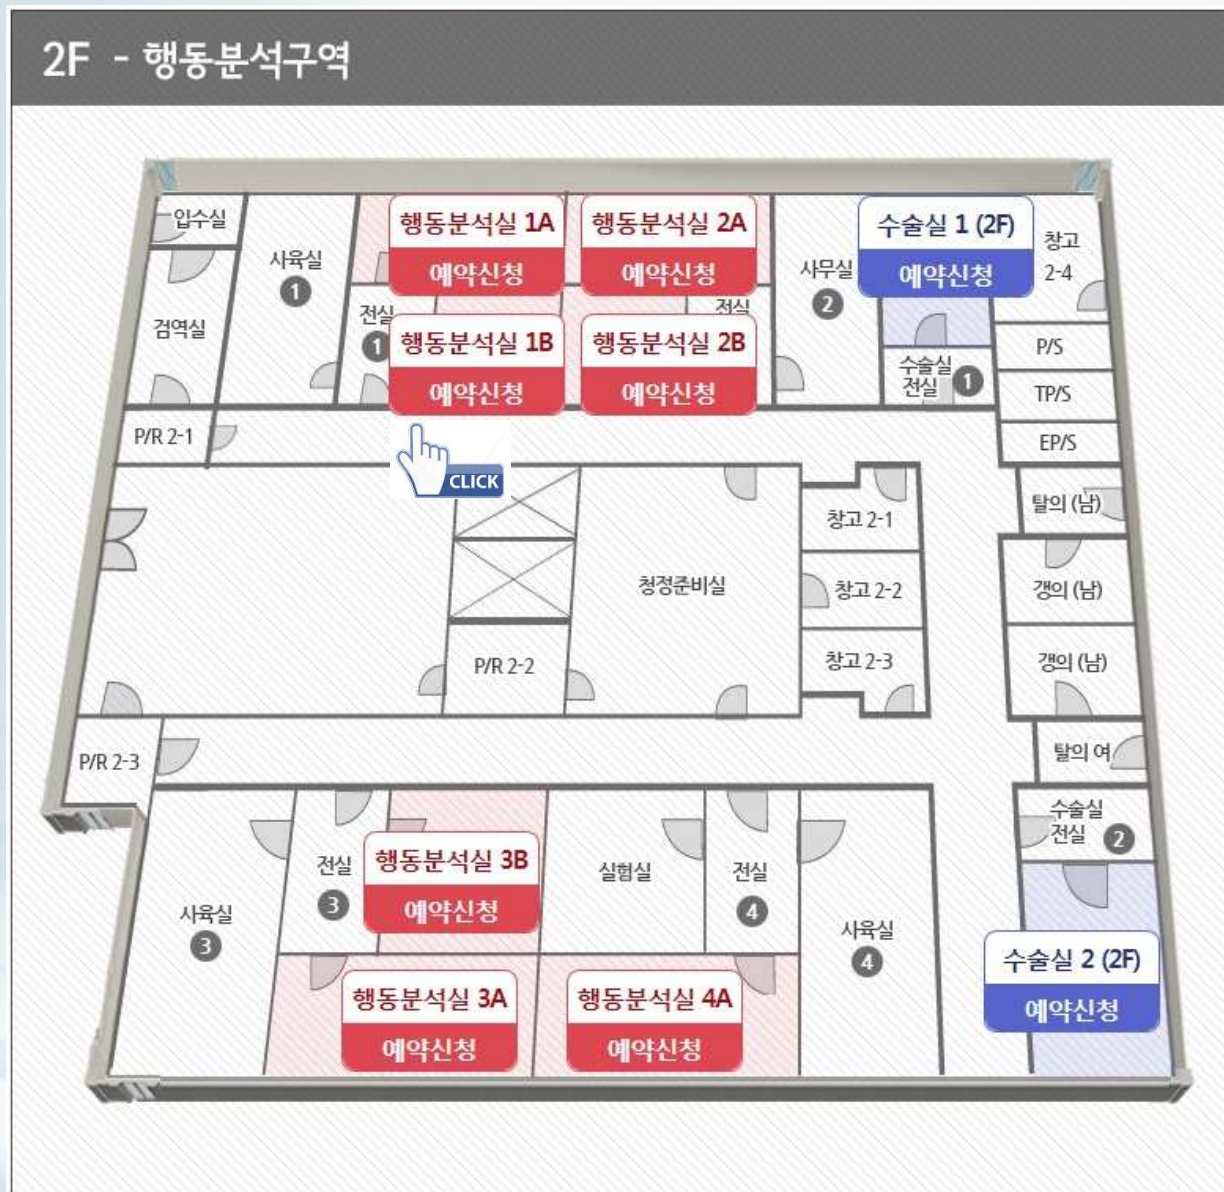 2F - 행동분석구역
입수실
행동분석실 1A
예약신청
행동분석실 2A
예약신청
수술실 1 (2F)
예약신청
창고
2-4
사육실
1
사무실
2
검역실
전실
1
행동분석실 1B
예약신청
전실
행동분석실 2B
예약신청
수술실
전실
1
P/S
TP/S
EP/S
P/R 2-1
CLICK
탈의 (남)
창고 2-1
청정준비실
창고 2-2
갱의 (남)
P/R 2-2
창고 2-3
갱의 (남)
P/R 2-3
탈의 여
수술실
전실
2
전실
3
행동분석실 3B
예약신청
실험실
전실
4
사육실
3
사육실
4
수술실 2 (2F)
예약신청
행동분석실 3A
예약신청
행동분석실 4A
예약신청